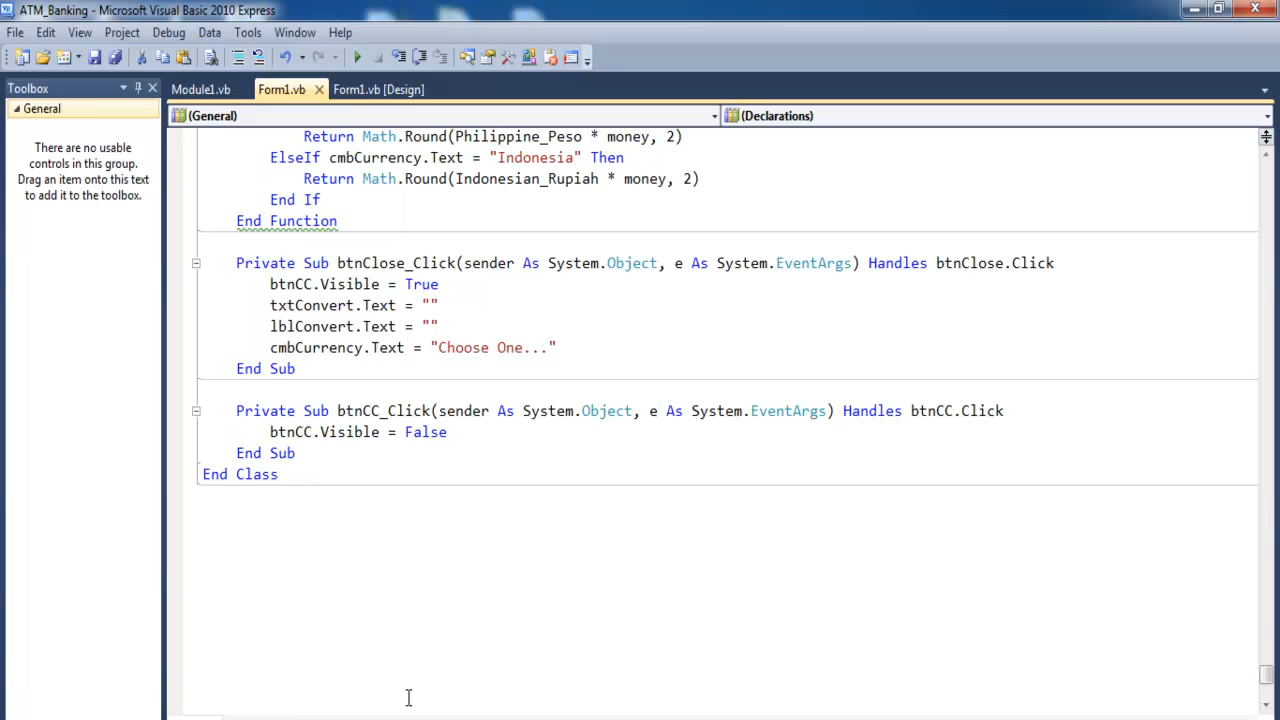 ATM_Banking - Microsoft Visual Basic 2010 Express
File Edit View Project Debug Data Tools Window Help
Toolbox
Module1.vb Form1.vb Form1.vb [Design]
General
(General) (Declarations)
There are no usable
controls in this group.
Drag an item onto this text
to add it to the toolbox.
Return Math.Round(Philippine_Peso * money, 2)
ElseIf cmbCurrency.Text = "Indonesia" Then
Return Math.Round(Indonesian_Rupiah * money, 2)
End If
End Function
Private Sub btnClose_Click(sender As System.Object, e As System.EventArgs) Handles btnClose.Click
btnCC.Visible = True
txtConvert.Text = ""
lblConvert.Text = ""
cmbCurrency.Text = "Choose One..."
End Sub
Private Sub btnCC_Click(sender As System.Object, e As System.EventArgs) Handles btnCC.Click
btnCC.Visible = False
End Sub
End Class